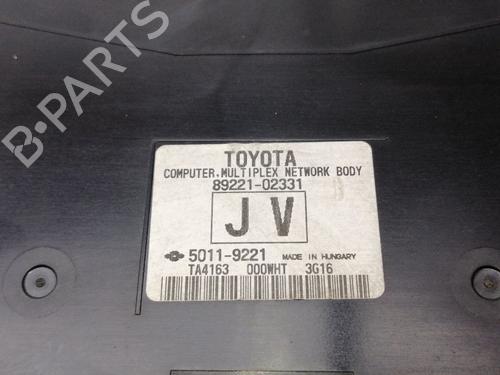 B-PARTS
TOYOTA
COMPUTER,MULTIPLEX NETWORK BODY
89221-02331
JV
5011-9221 MADE IN HUNGARY
TA4163 000WHT 3G16